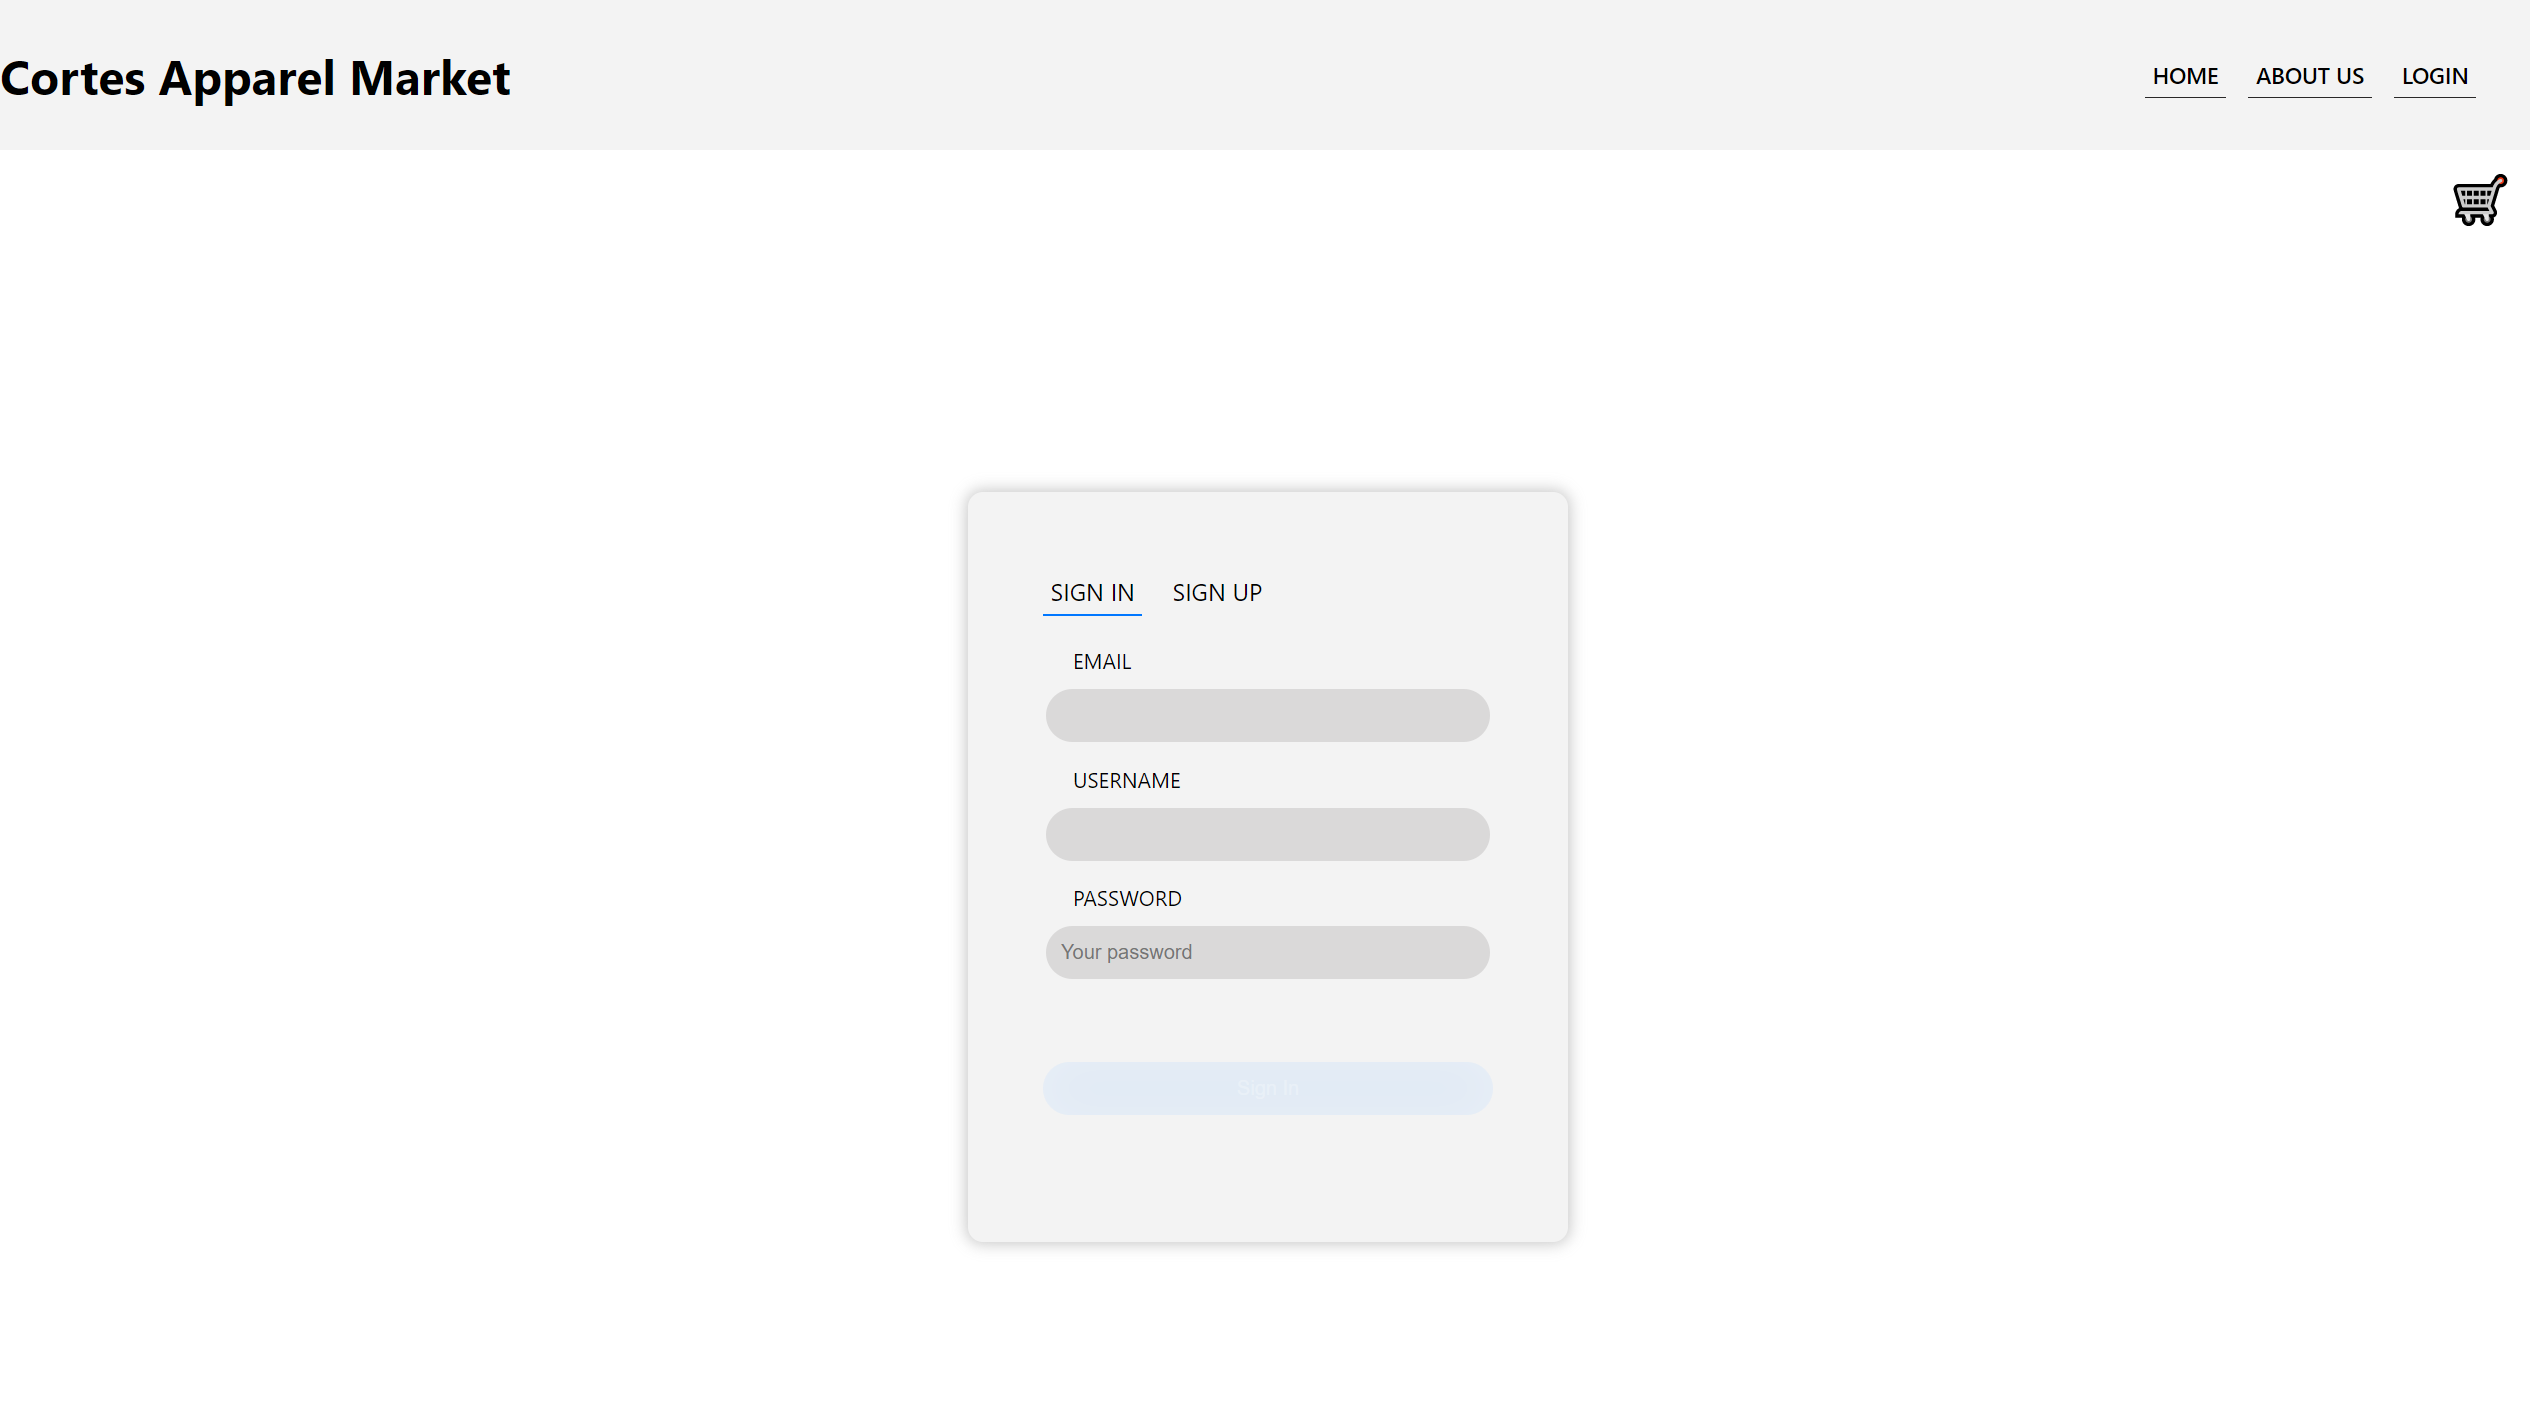 Cortes Apparel Market
HOME ABOUT US LOGIN
SIGN IN SIGN UP
EMAIL
USERNAME
PASSWORD
Your password
Sign In